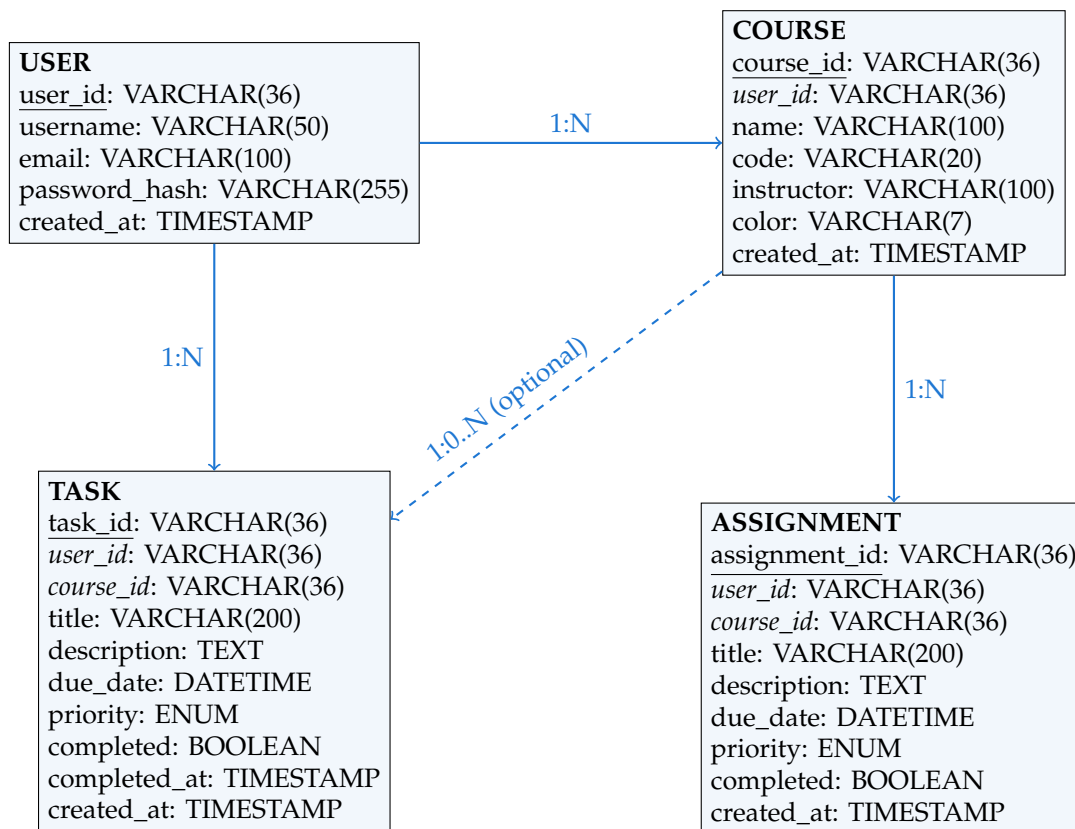 USER
user_id: VARCHAR(36)
username: VARCHAR(50)
email: VARCHAR(100)
password_hash: VARCHAR(255)
created_at: TIMESTAMP
1:N
COURSE
course_id: VARCHAR(36)
user_id: VARCHAR(36)
name: VARCHAR(100)
code: VARCHAR(20)
instructor: VARCHAR(100)
color: VARCHAR(7)
created_at: TIMESTAMP
1:N
1:0..N (optional)
1:N
TASK
task_id: VARCHAR(36)
user_id: VARCHAR(36)
course_id: VARCHAR(36)
title: VARCHAR(200)
description: TEXT
due_date: DATETIME
priority: ENUM
completed: BOOLEAN
completed_at: TIMESTAMP
created_at: TIMESTAMP
ASSIGNMENT
assignment_id: VARCHAR(36)
user_id: VARCHAR(36)
course_id: VARCHAR(36)
title: VARCHAR(200)
description: TEXT
due_date: DATETIME
priority: ENUM
completed: BOOLEAN
created_at: TIMESTAMP